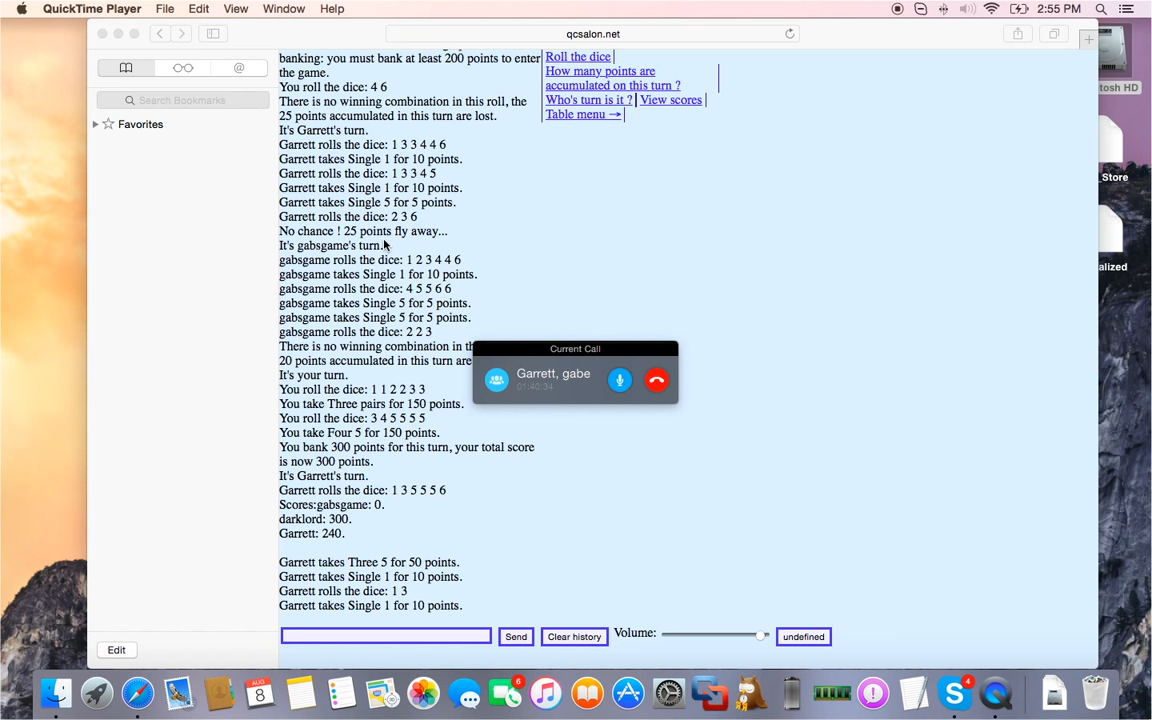 QuickTime Player File Edit View Window Help 2:55 PM
qcsalon.net
Search Bookmarks
Favorites
banking: you must bank at least 200 points to enter
the game.
You roll the dice: 4 6
There is no winning combination in this roll, the
25 points accumulated in this turn are lost.
It's Garrett's turn.
Garrett rolls the dice: 1 3 3 4 4 6
Garrett takes Single 1 for 10 points.
Garrett rolls the dice: 1 3 3 4 5
Garrett takes Single 1 for 10 points.
Garrett takes Single 5 for 5 points.
Garrett rolls the dice: 2 3 6
No chance ! 25 points fly away...
It's gabsgame's turn.
gabsgame rolls the dice: 1 2 3 4 4 6
gabsgame takes Single 1 for 10 points.
gabsgame rolls the dice: 4 5 5 6 6
gabsgame takes Single 5 for 5 points.
gabsgame takes Single 5 for 5 points.
gabsgame rolls the dice: 2 2 3
There is no winning combination in th
20 points accumulated in this turn are
It's your turn.
You roll the dice: 1 1 2 2 3 3
You take Three pairs for 150 points.
You roll the dice: 3 4 5 5 5 5
You take Four 5 for 150 points.
You bank 300 points for this turn, your total score
is now 300 points.
It's Garrett's turn.
Garrett rolls the dice: 1 3 5 5 5 6
Scores:gabsgame: 0.
darklord: 300.
Garrett: 240.
Garrett takes Three 5 for 50 points.
Garrett takes Single 1 for 10 points.
Garrett rolls the dice: 1 3
Garrett takes Single 1 for 10 points.
Roll the dice
How many points are
accumulated on this turn ?
Who's turn is it ? View scores
Table menu →
Current Call
Garrett, gabe
01:40:34
Send Clear history Volume: undefined
Edit
tosh HD
_Store
alized
AUG
8
6
4